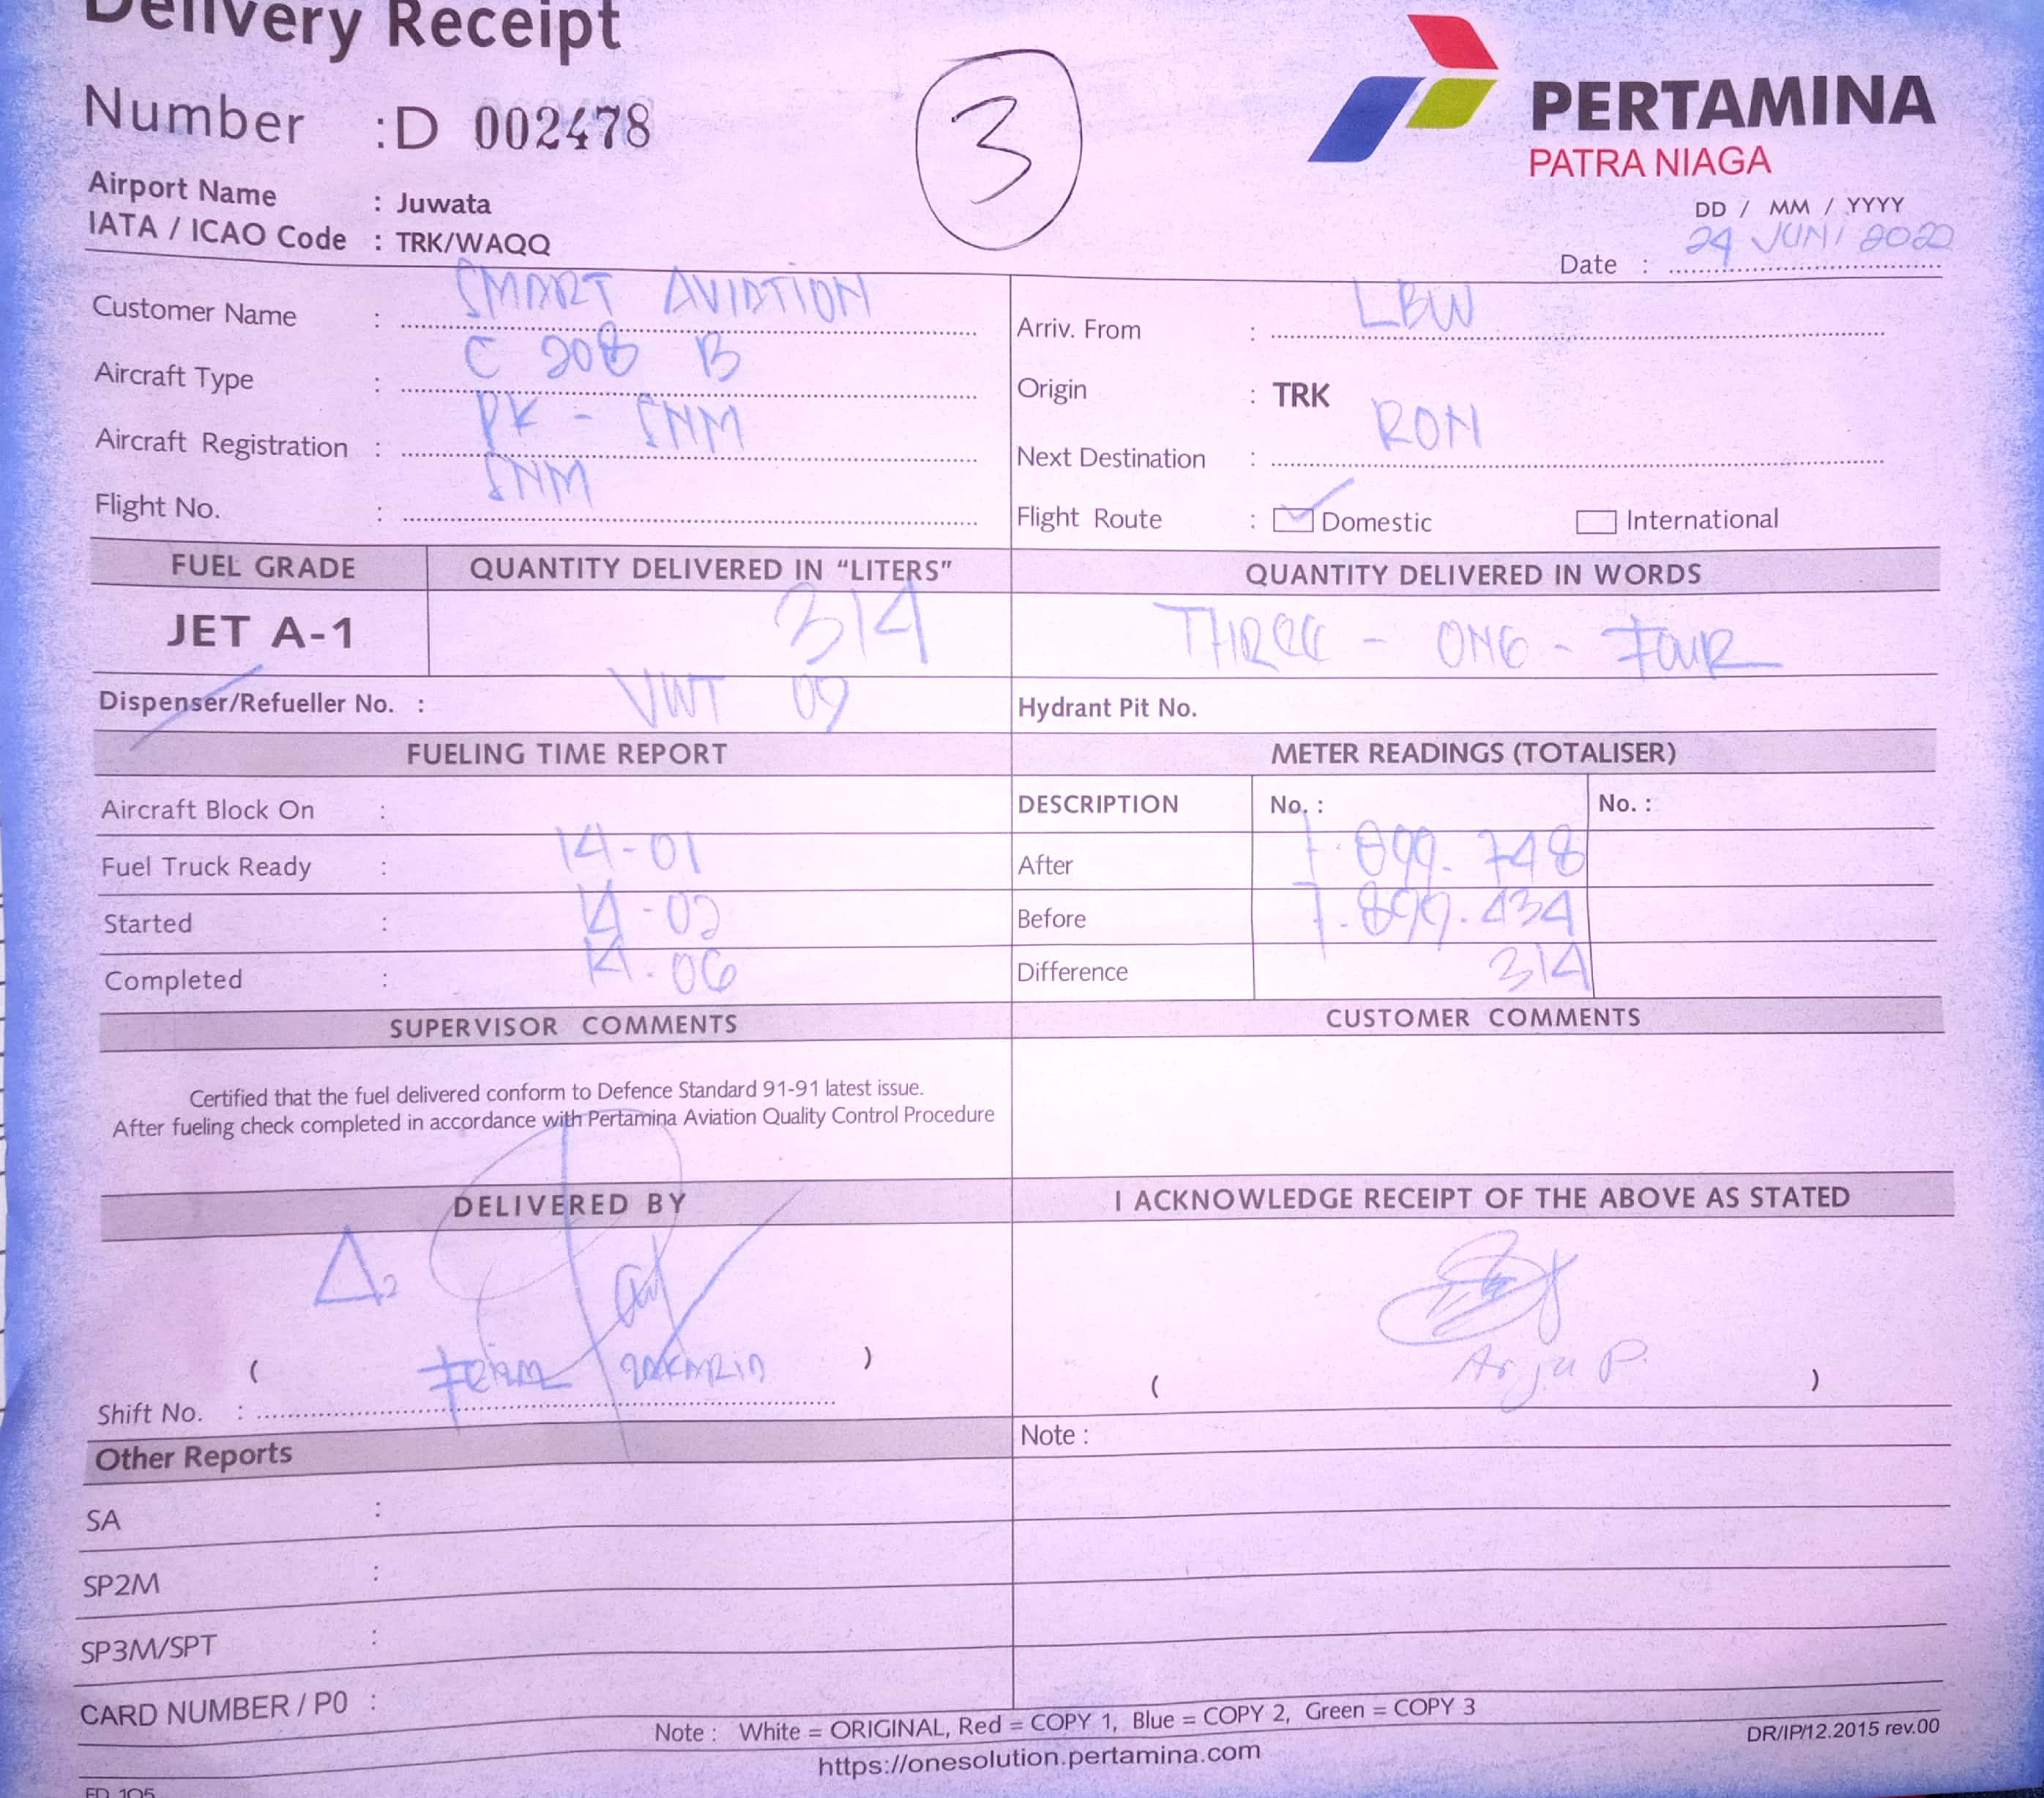 Delivery Receipt
Number : D 002478
3
PERTAMINA
PATRA NIAGA
Airport Name : Juwata
IATA / ICAO Code : TRK/WAQQ
DD / MM / YYYY
Date : 24 JUNI 2022
Customer Name : SMART AVIATION
Arriv. From : LBW
Aircraft Type : C 208 B
Origin : TRK
Aircraft Registration : PK - SNM
Next Destination : RON
Flight No. : SNM
Flight Route : Domestic International
FUEL GRADE QUANTITY DELIVERED IN “LITERS” QUANTITY DELIVERED IN WORDS
JET A-1 314 THREE - ONE - FOUR
Dispenser/Refueller No. : VWT 09 Hydrant Pit No.
FUELING TIME REPORT METER READINGS (TOTALISER)
Aircraft Block On : DESCRIPTION No. : No. :
Fuel Truck Ready : 14-01 After 7.899.748
Started : 14-02 Before 7.899.434
Completed : 14.06 Difference 314
SUPERVISOR COMMENTS CUSTOMER COMMENTS
Certified that the fuel delivered conform to Defence Standard 91-91 latest issue.
After fueling check completed in accordance with Pertamina Aviation Quality Control Procedure
DELIVERED BY I ACKNOWLEDGE RECEIPT OF THE ABOVE AS STATED
( )
( Arju P. )
Shift No. :
Note :
Other Reports
SA :
SP2M :
SP3M/SPT :
CARD NUMBER / P0 :
Note : White = ORIGINAL, Red = COPY 1, Blue = COPY 2, Green = COPY 3
https://onesolution.pertamina.com
DR/IP/12.2015 rev.00